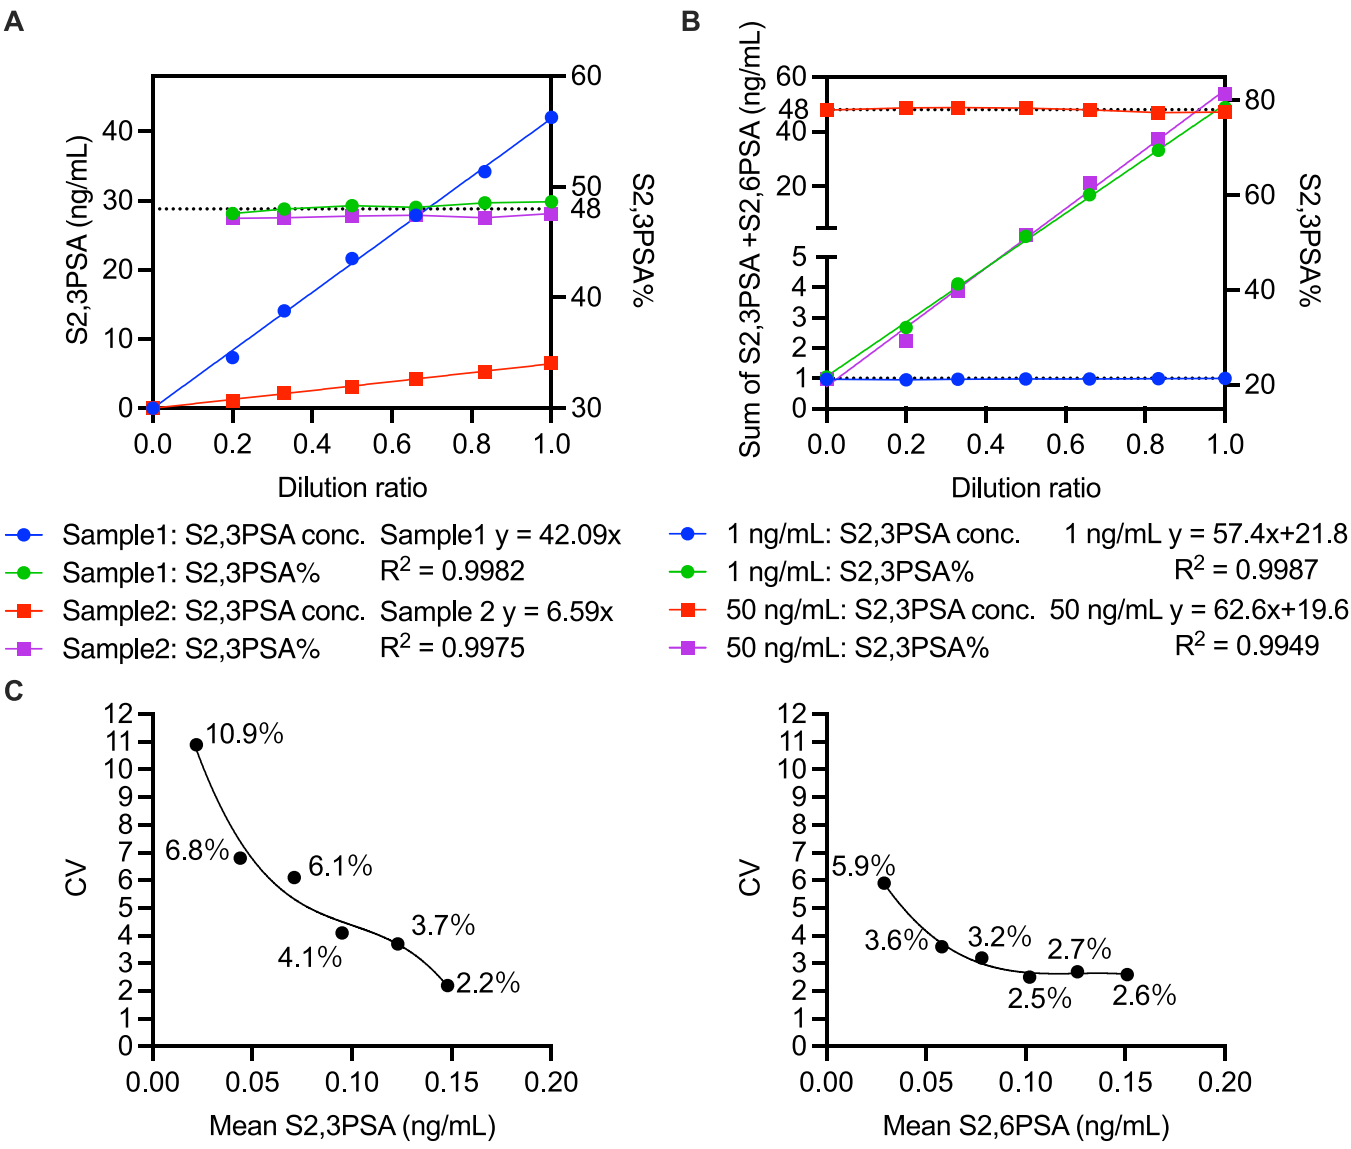 A
S2,3PSA (ng/mL)
40
30
20
10
0
60
50
48
40
30
S2,3PSA%
0.0 0.2 0.4 0.6 0.8 1.0
Dilution ratio
Sample1: S2,3PSA conc. Sample1 y = 42.09x
Sample1: S2,3PSA% R² = 0.9982
Sample2: S2,3PSA conc. Sample 2 y = 6.59x
Sample2: S2,3PSA% R² = 0.9975
B
Sum of S2,3PSA +S2,6PSA (ng/mL)
60
48
40
20
5
4
3
2
1
0
80
60
40
20
S2,3PSA%
0.0 0.2 0.4 0.6 0.8 1.0
Dilution ratio
1 ng/mL: S2,3PSA conc. 1 ng/mL y = 57.4x+21.8
1 ng/mL: S2,3PSA% R² = 0.9987
50 ng/mL: S2,3PSA conc. 50 ng/mL y = 62.6x+19.6
50 ng/mL: S2,3PSA% R² = 0.9949
C
CV
12
11
10
9
8
7
6
5
4
3
2
1
0
10.9%
6.8%
6.1%
4.1%
3.7%
2.2%
0.00 0.05 0.10 0.15 0.20
Mean S2,3PSA (ng/mL)
CV
12
11
10
9
8
7
6
5
4
3
2
1
0
5.9%
3.6%
3.2%
2.5%
2.7%
2.6%
0.00 0.05 0.10 0.15 0.20
Mean S2,6PSA (ng/mL)